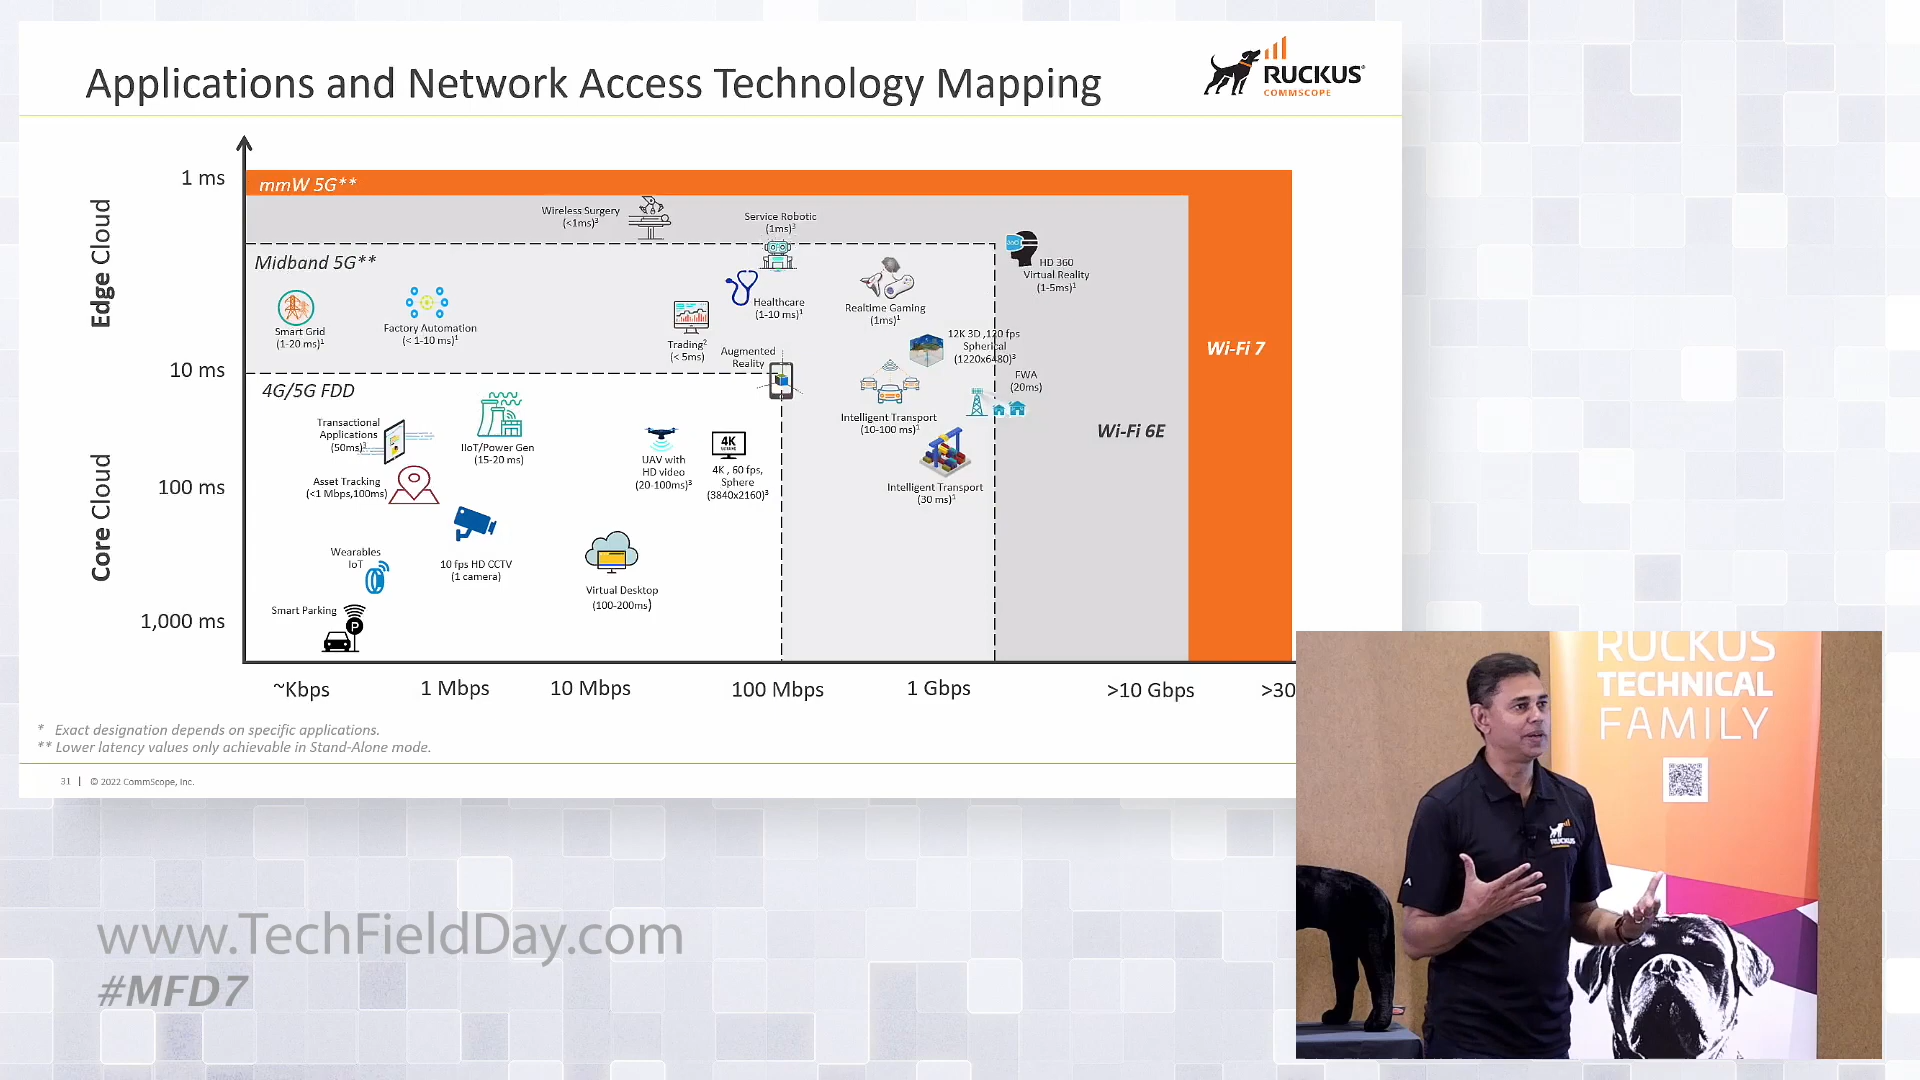 Applications and Network Access Technology Mapping
RUCKUS®
COMMSCOPE
1 ms
10 ms
100 ms
1,000 ms
Edge Cloud
Core Cloud
mmW 5G**
Wireless Surgery
(<1ms)³
Service Robotic
(1ms)³
Midband 5G**
HD 360
Virtual Reality
(1-5ms)¹
Smart Grid
(1-20 ms)¹
Factory Automation
(< 1-10 ms)¹
Healthcare
(1-10 ms)¹
Realtime Gaming
(1ms)¹
Trading²
(< 5ms)
Augmented
Reality
12K 3D ,120 fps
Spherical
(1220x6480)³
Wi-Fi 7
FWA
(20ms)
4G/5G FDD
Transactional
Applications
(50ms)³
IIoT/Power Gen
(15-20 ms)
Intelligent Transport
(10-100 ms)¹
Wi-Fi 6E
UAV with
HD video
(20-100ms)³
4K
4K , 60 fps,
Sphere
(3840x2160)³
Asset Tracking
(<1 Mbps,100ms)
Intelligent Transport
(30 ms)¹
Wearables
IoT
10 fps HD CCTV
(1 camera)
Virtual Desktop
(100-200ms)
Smart Parking
P
~Kbps
1 Mbps
10 Mbps
100 Mbps
1 Gbps
>10 Gbps
>30
* Exact designation depends on specific applications.
** Lower latency values only achievable in Stand-Alone mode.
31 | © 2022 CommScope, Inc.
RUCKUS
TECHNICAL
FAMILY
RUCKUS
www.TechFieldDay.com
#MFD7